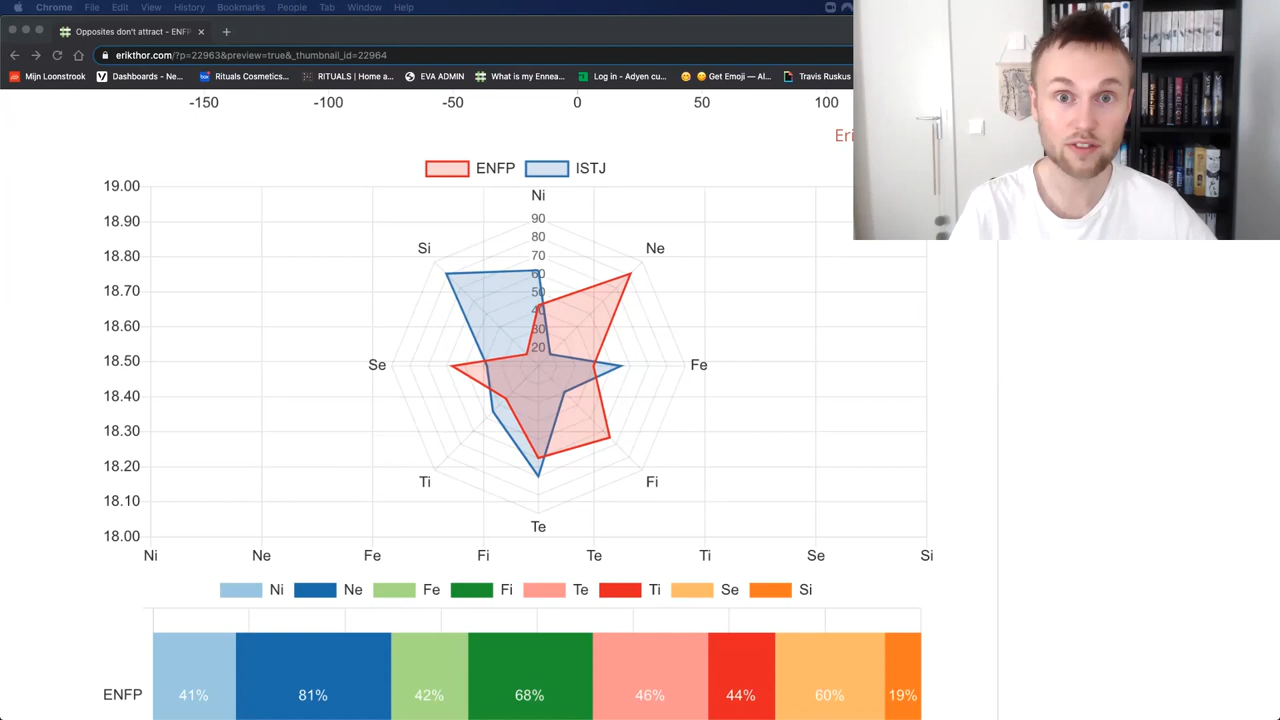 Chrome File Edit View History Bookmarks People Tab Window Help
Opposites don't attract - ENFP
erikthor.com/?p=22963&preview=true&_thumbnail_id=22964
Mijn Loonstrook Dashboards - Ne... Rituals Cosmetics... RITUALS | Home a... EVA ADMIN What is my Ennea... Log in - Adyen cu... Get Emoji — Al... Travis Ruskus
-150 -100 -50 0 50 100
Eri
ENFP ISTJ
19.00
18.90
18.80
18.70
18.60
18.50
18.40
18.30
18.20
18.10
18.00
Ni
Ne
Fe
Fi
Te
Ti
Se
Si
90
80
70
60
50
40
30
20
Ni Ne Fe Fi Te Ti Se Si
Ni Ne Fe Fi Te Ti Se Si
ENFP 41% 81% 42% 68% 46% 44% 60% 19%